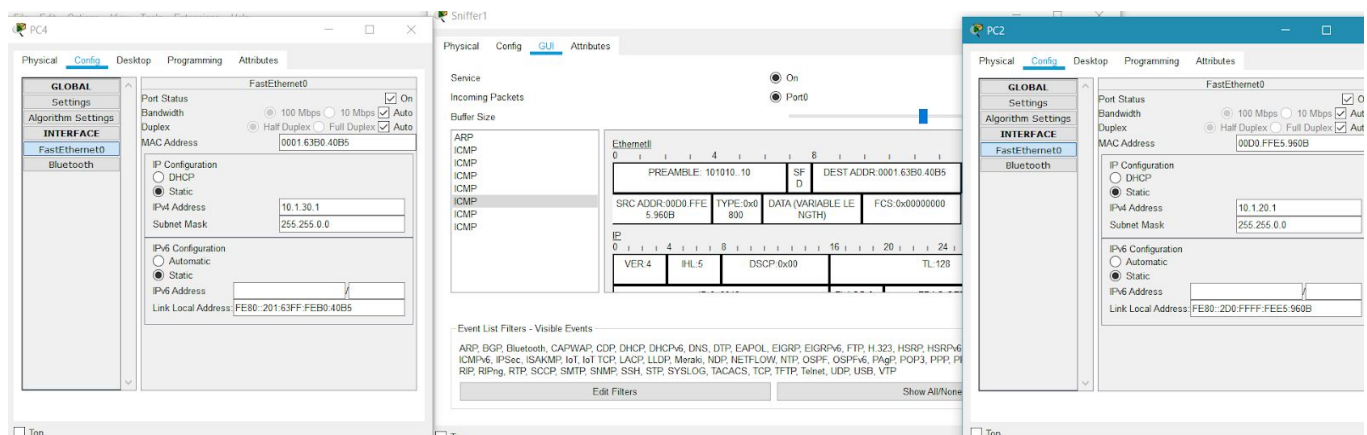 PC4
Physical Config Desktop Programming Attributes
GLOBAL
Settings
Algorithm Settings
INTERFACE
FastEthernet0
Bluetooth
FastEthernet0
Port Status On
Bandwidth 100 Mbps 10 Mbps Auto
Duplex Half Duplex Full Duplex Auto
MAC Address 0001.63B0.40B5
IP Configuration
DHCP
Static
IPv4 Address 10.1.30.1
Subnet Mask 255.255.0.0
IPv6 Configuration
Automatic
Static
IPv6 Address /
Link Local Address: FE80::201:63FF:FEB0:40B5
Top
Sniffer1
Physical Config GUI Attributes
Service On
Incoming Packets Port0
Buffer Size
ARP
ICMP
ICMP
ICMP
ICMP
ICMP
ICMP
ICMP
EthernetII
0 4 8
PREAMBLE: 101010..10 SF D DEST ADDR:0001.63B0.40B5
SRC ADDR:00D0.FFE 5.960B TYPE:0x0 800 DATA (VARIABLE LE NGTH) FCS:0x00000000
IP
0 4 8 16 20 24
VER:4 IHL:5 DSCP:0x00 TL:128
Event List Filters - Visible Events
ARP, BGP, Bluetooth, CAPWAP, CDP, DHCP, DHCPv6, DNS, DTP, EAPOL, EIGRP, EIGRPv6, FTP, H.323, HSRP, HSRPv6
ICMPv6, IPSec, ISAKMP, IoT, IoT TCP, LACP, LLDP, Meraki, NDP, NETFLOW, NTP, OSPF, OSPFv6, PAgP, POP3, PPP,
RIP, RIPng, RTP, SCCP, SMTP, SNMP, SSH, STP, SYSLOG, TACACS, TCP, TFTP, Telnet, UDP, USB, VTP
Edit Filters Show All/None
PC2
Physical Config Desktop Programming Attributes
GLOBAL
Settings
Algorithm Settings
INTERFACE
FastEthernet0
Bluetooth
FastEthernet0
Port Status
Bandwidth 100 Mbps 10 Mbps Aut
Duplex Half Duplex Full Duplex Aut
MAC Address 00D0.FFE5.960B
IP Configuration
DHCP
Static
IPv4 Address 10.1.20.1
Subnet Mask 255.255.0.0
IPv6 Configuration
Automatic
Static
IPv6 Address /
Link Local Address: FE80::2D0:FFFF:FEE5:960B
Top